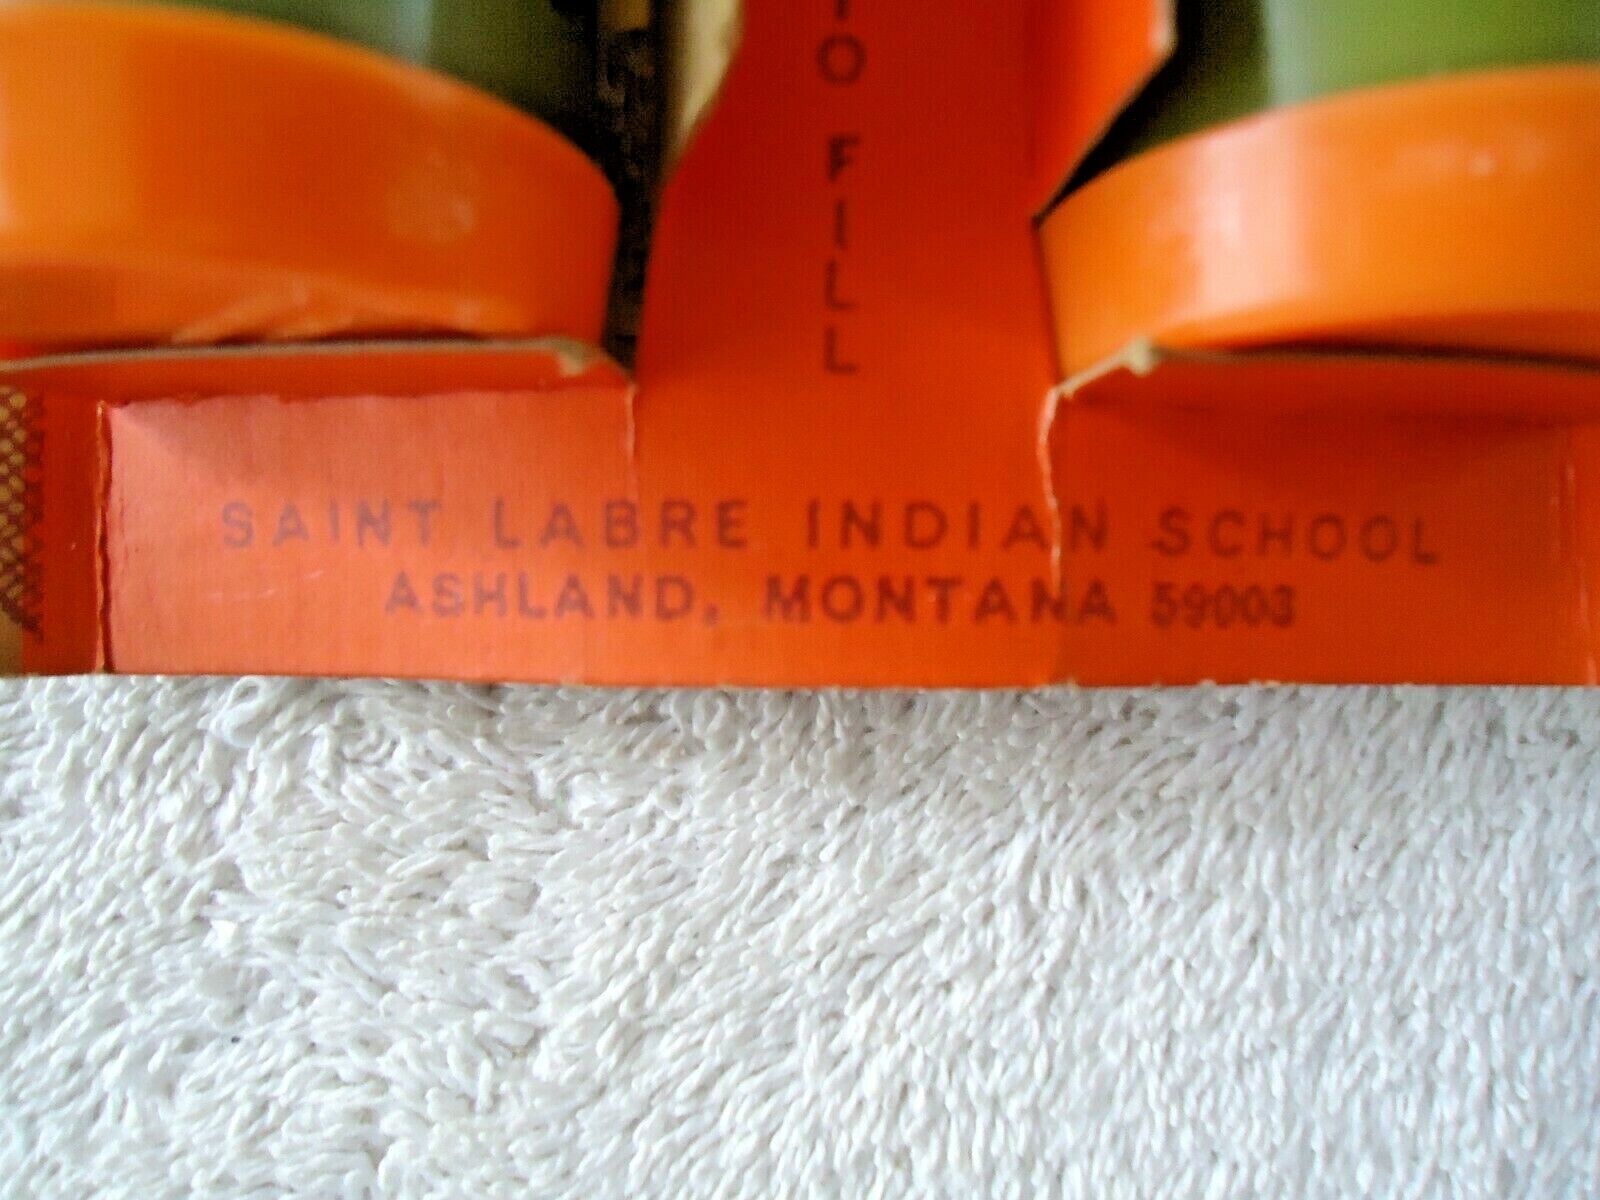 TO FILL
SAINT LABRE INDIAN SCHOOL
ASHLAND, MONTANA 59003